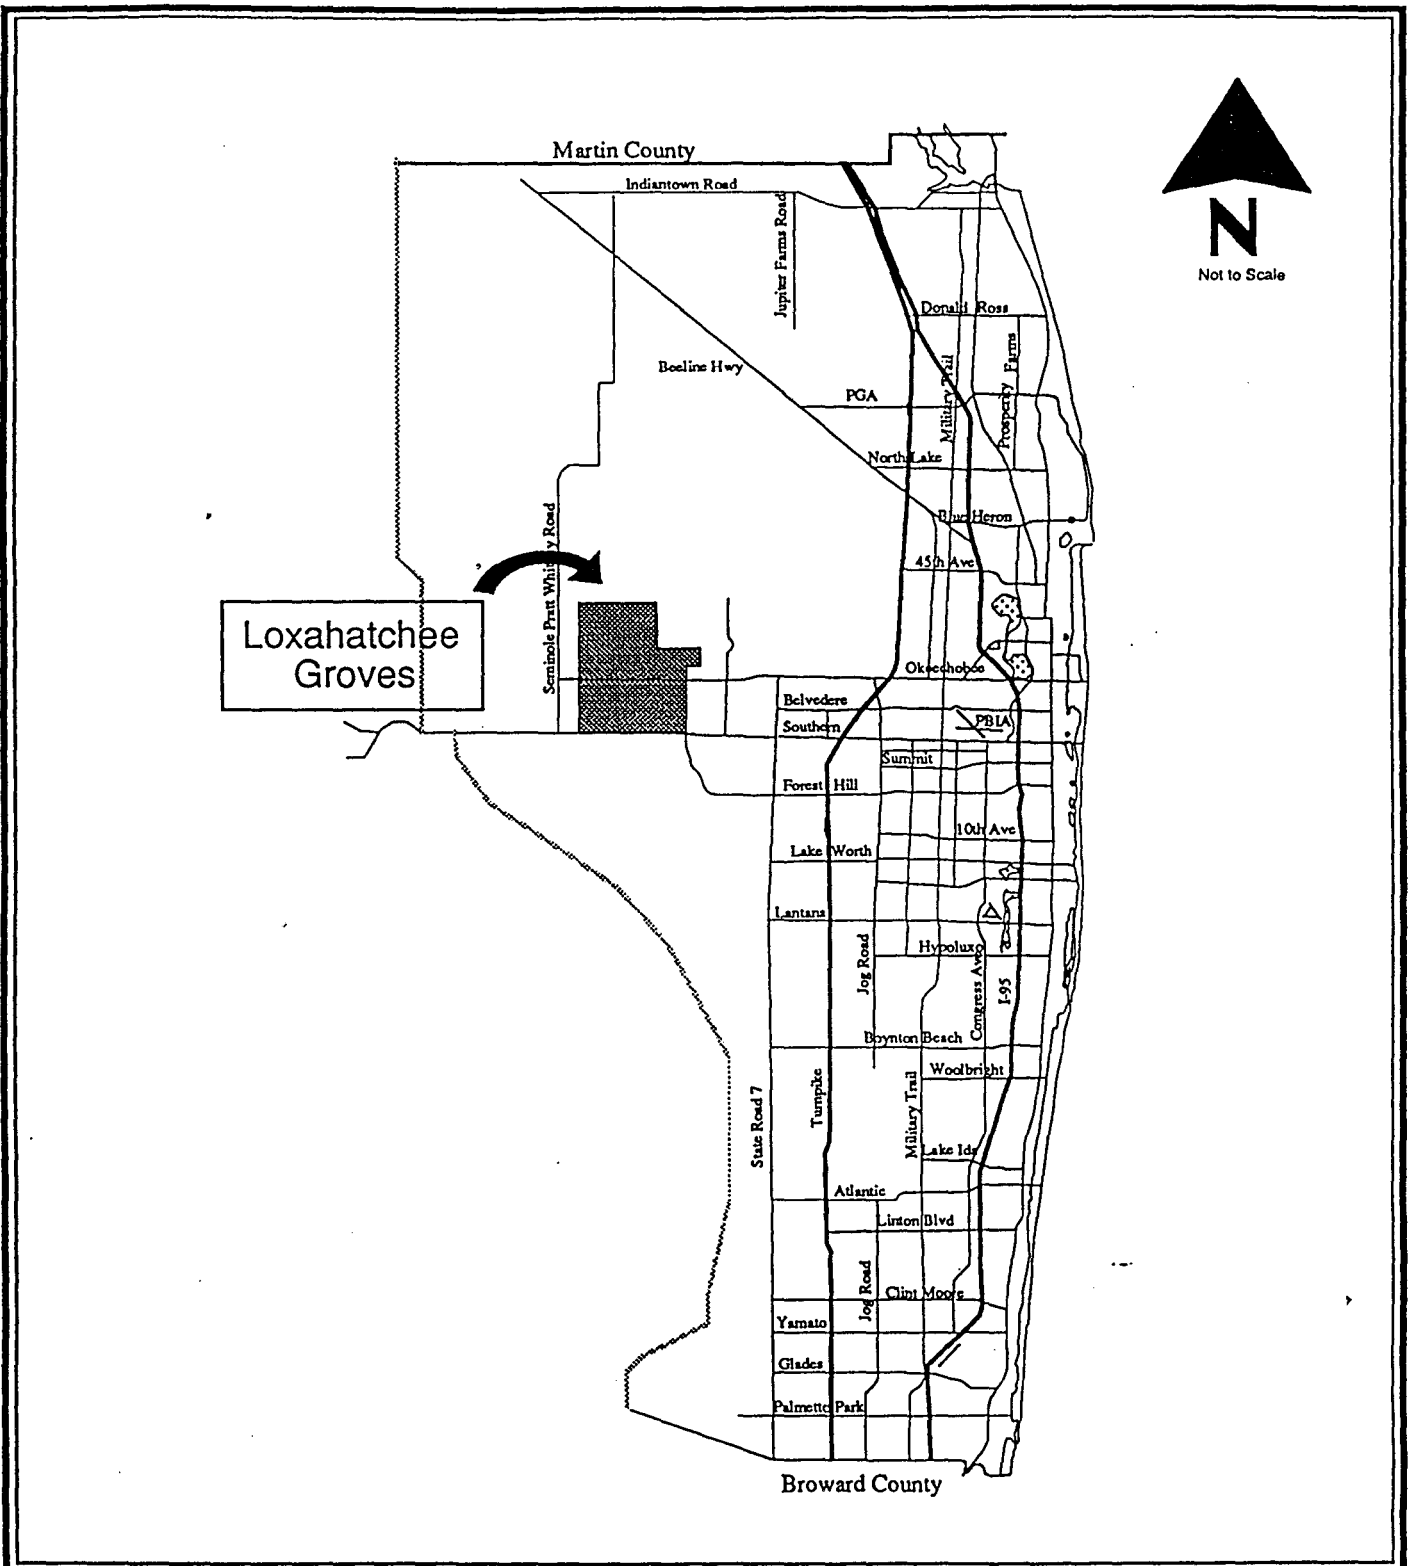 Martin County
Indiantown Road
Jupiter Farms Road
N
Not to Scale
Donald Ross
Beeline Hwy
Military Trail
Prosperity Farms
PGA
North Lake
Blue Heron
Seminole Pratt Whitney Road
45th Ave
Loxahatchee
Groves
Okeechobee
Belvedere
Southern
PBIA
Summit
Forest Hill
10th Ave
Lake Worth
Lantana
Hypoluxo
Jog Road
Congress Ave
I-95
Boynton Beach
Woolbright
Turnpike
Military Trail
State Road 7
Lake Ida
Atlantic
Linton Blvd
Jog Road
Clint Moore
Yamato
Glades
Palmetto Park
Broward County